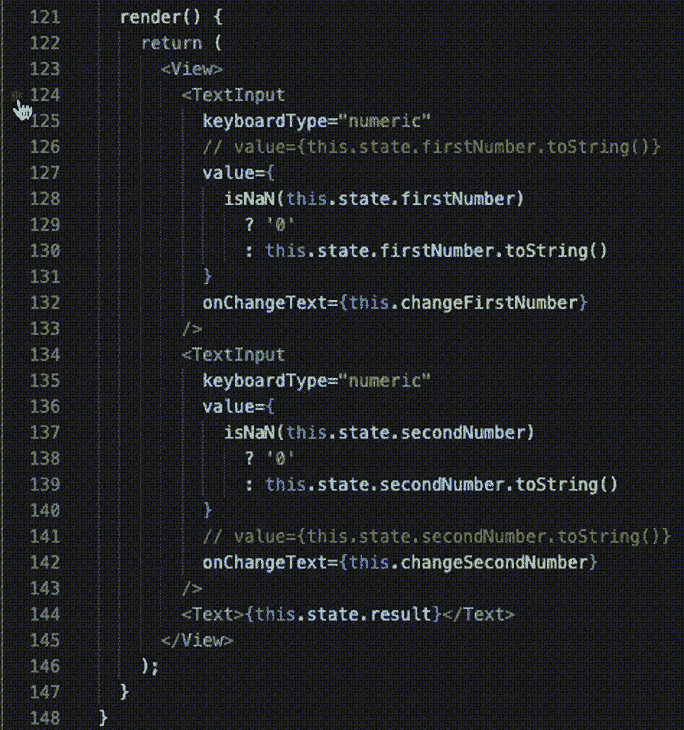 121 render() {
122 return (
123 <View>
124 <TextInput
125 keyboardType="numeric"
126 // value={this.state.firstNumber.toString()}
127 value={
128 isNaN(this.state.firstNumber)
129 ? '0'
130 : this.state.firstNumber.toString()
131 }
132 onChangeText={this.changeFirstNumber}
133 />
134 <TextInput
135 keyboardType="numeric"
136 value={
137 isNaN(this.state.secondNumber)
138 ? '0'
139 : this.state.secondNumber.toString()
140 }
141 // value={this.state.secondNumber.toString()}
142 onChangeText={this.changeSecondNumber}
143 />
144 <Text>{this.state.result}</Text>
145 </View>
146 );
147 }
148 }